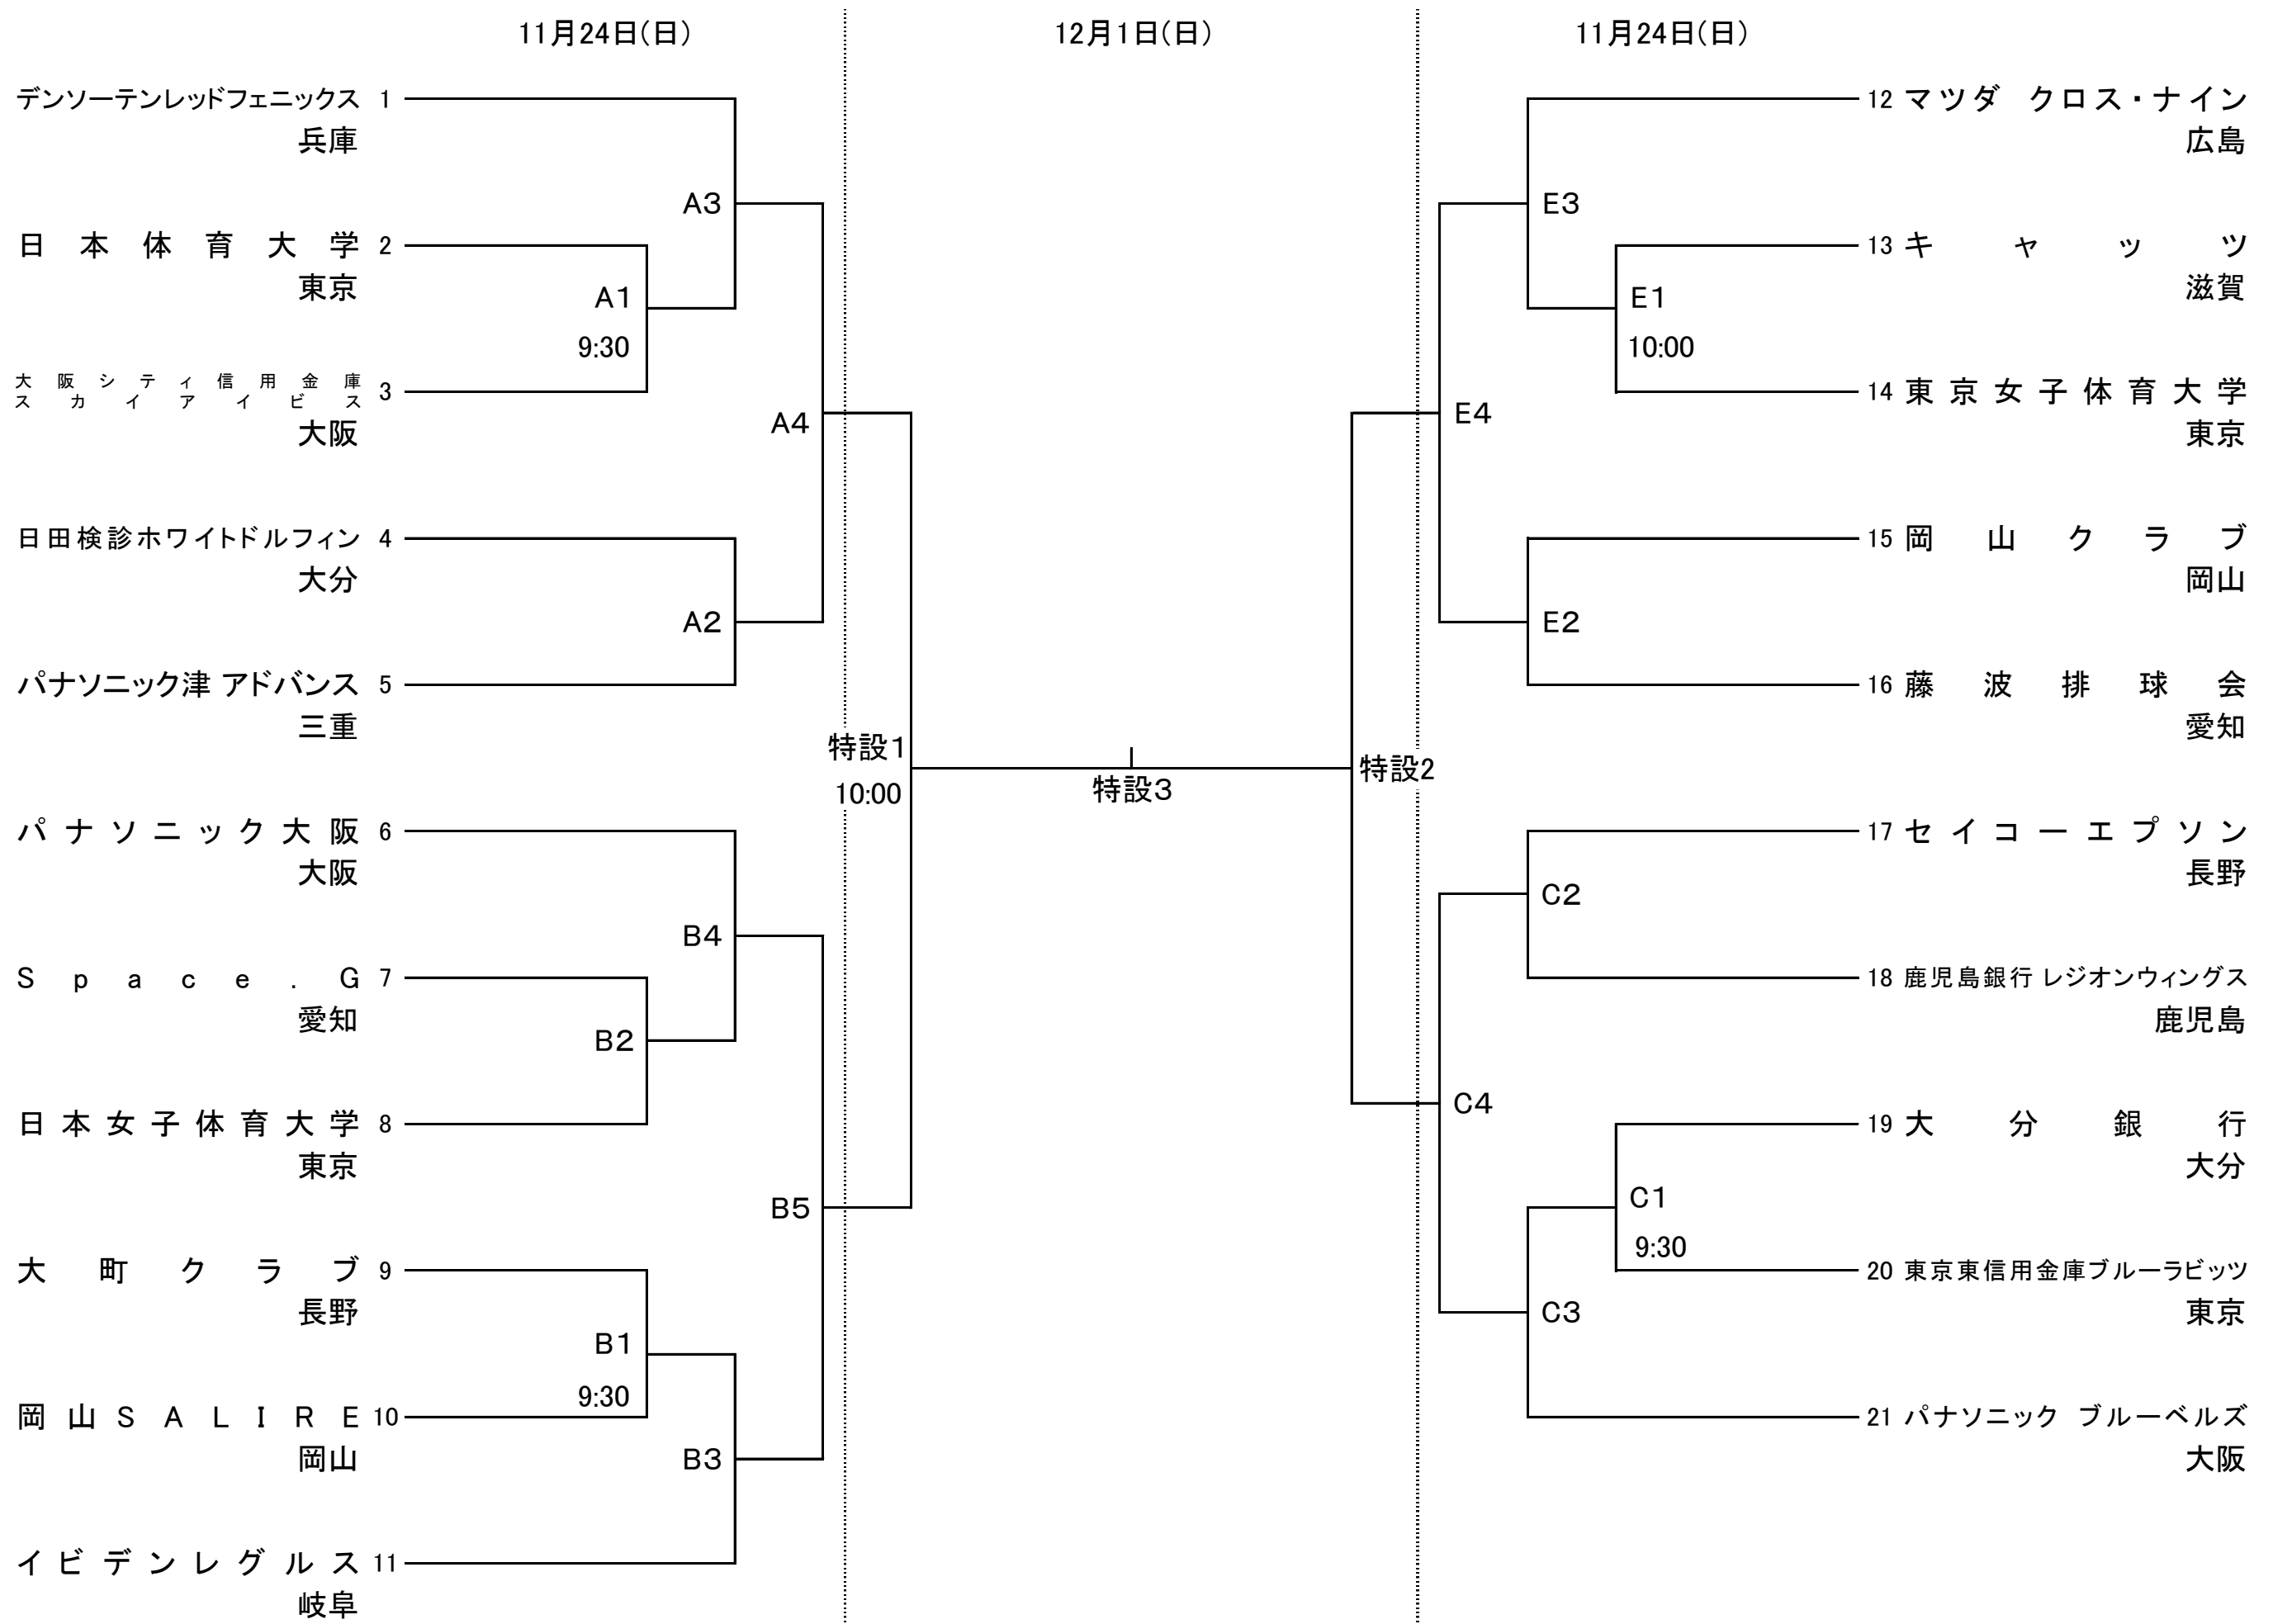 11月24日(日)
12月1日(日)
11月24日(日)
デンソーテンレッドフェニックス 1
兵庫
A3
日本体育大学 2
東京
A1
9:30
大阪シティ信用金庫
スカイアイビス 3
大阪
A4
日田検診ホワイトドルフィン 4
大分
A2
パナソニック津 アドバンス 5
三重
特設1
10:00
パナソニック大阪 6
大阪
B4
Space.G 7
愛知
B2
日本女子体育大学 8
東京
B5
大町クラブ 9
長野
B1
9:30
岡山SALIRE 10
岡山
B3
イビデンレグルス 11
岐阜
特設3
12 マツダ クロス・ナイン
広島
E3
13 キャッツ
滋賀
E1
10:00
14 東京女子体育大学
東京
E4
15 岡山クラブ
岡山
E2
16 藤波排球会
愛知
特設2
17 セイコーエプソン
長野
C2
18 鹿児島銀行 レジオンウィングス
鹿児島
C4
19 大分銀行
大分
C1
9:30
20 東京東信用金庫ブルーラビッツ
東京
C3
21 パナソニック ブルーベルズ
大阪